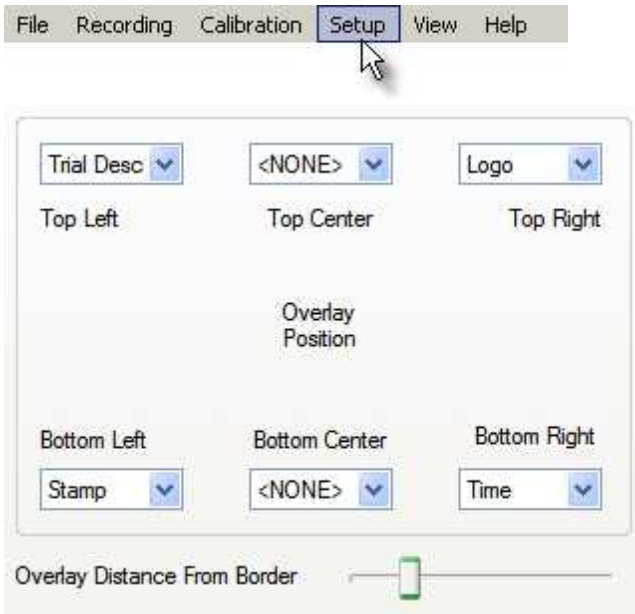 File Recording Calibration Setup View Help
Trial Desc <NONE> Logo
Top Left Top Center Top Right
Overlay
Position
Bottom Left Bottom Center Bottom Right
Stamp <NONE> Time
Overlay Distance From Border